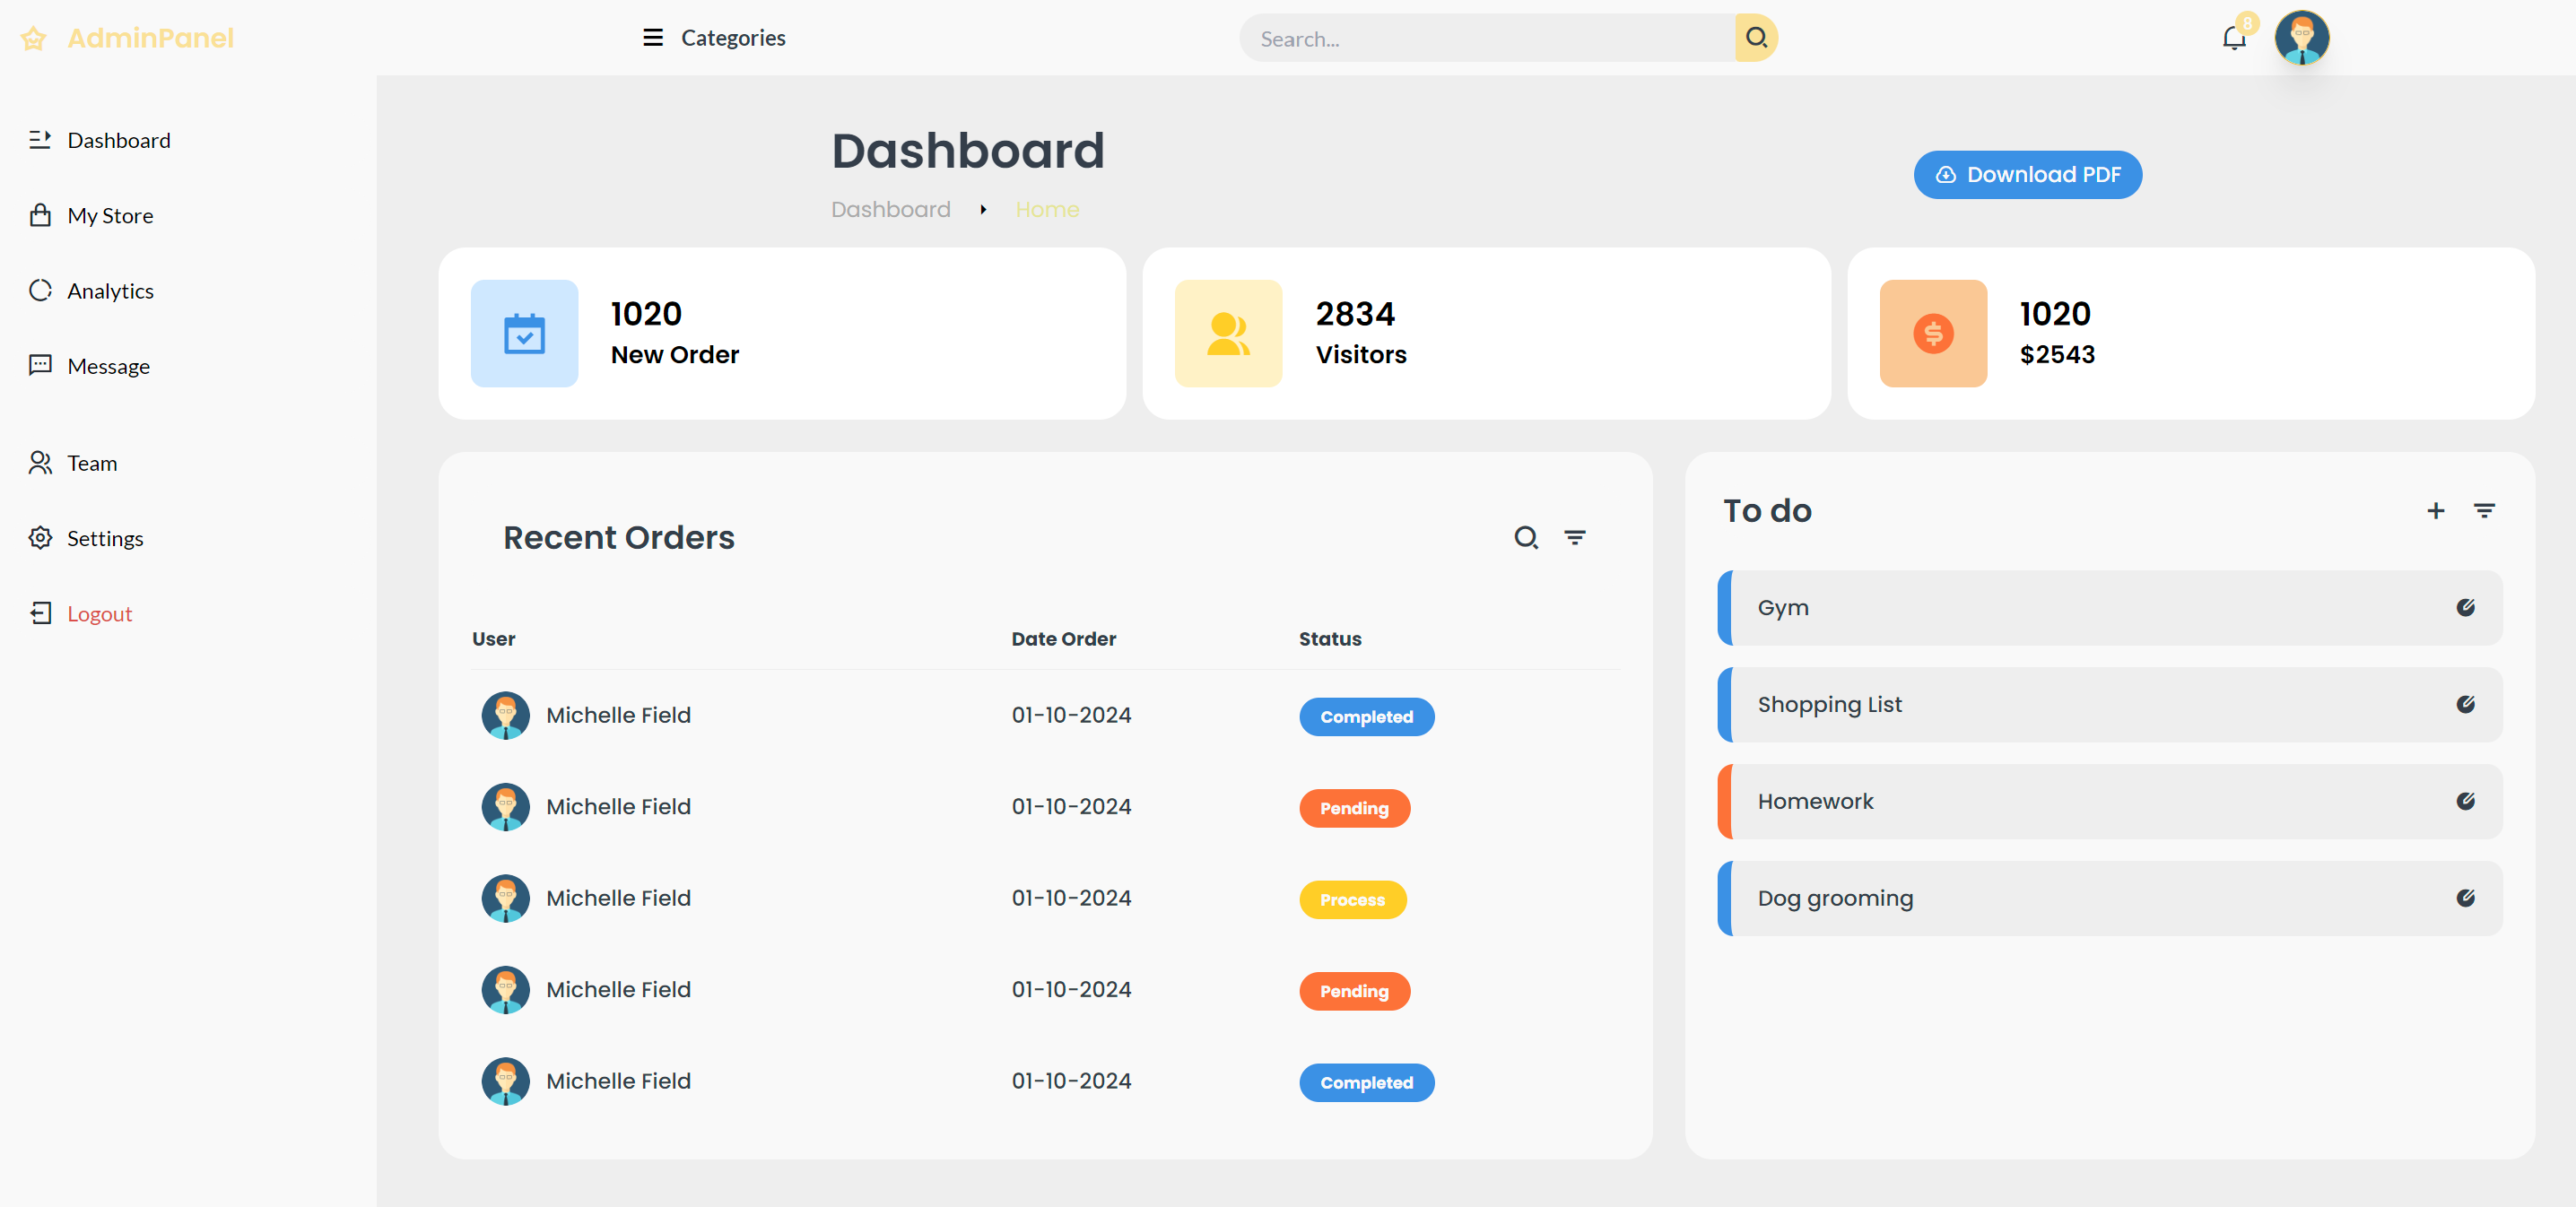 AdminPanel
Categories
Search...
8
Dashboard
My Store
Analytics
Message
Team
Settings
Logout
Dashboard
Dashboard Home
Download PDF
1020
New Order
2834
Visitors
1020
$2543
Recent Orders
User Date Order Status
Michelle Field 01-10-2024 Completed
Michelle Field 01-10-2024 Pending
Michelle Field 01-10-2024 Process
Michelle Field 01-10-2024 Pending
Michelle Field 01-10-2024 Completed
To do
Gym
Shopping List
Homework
Dog grooming